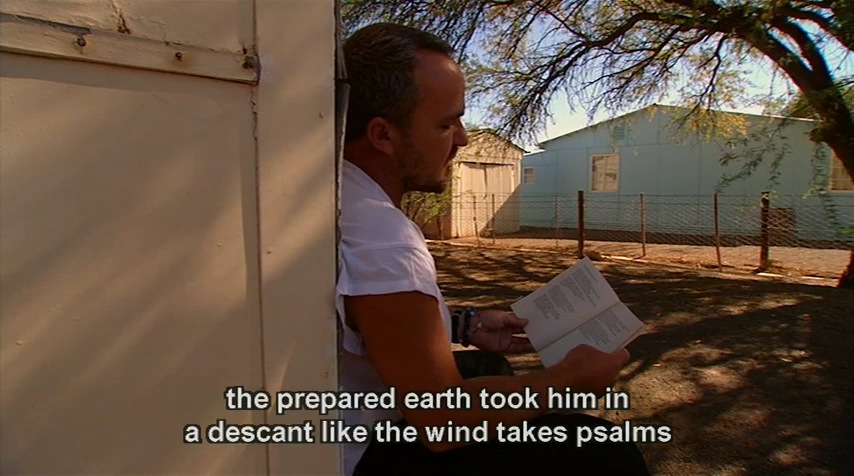 the prepared earth took him in
a descant like the wind takes psalms